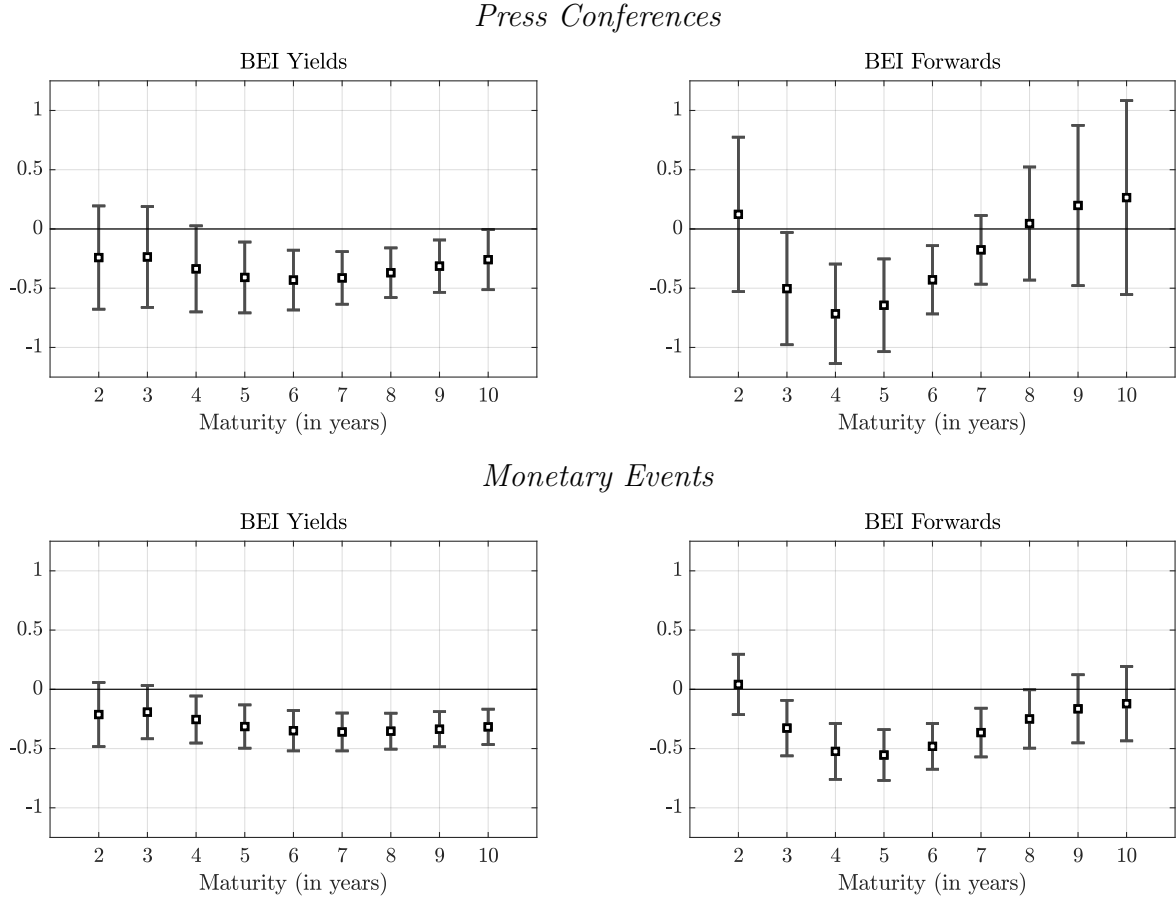 Press Conferences
BEI Yields
1
0.5
0
-0.5
-1
2 3 4 5 6 7 8 9 10
Maturity (in years)
BEI Forwards
1
0.5
0
-0.5
-1
2 3 4 5 6 7 8 9 10
Maturity (in years)
Monetary Events
BEI Yields
1
0.5
0
-0.5
-1
2 3 4 5 6 7 8 9 10
Maturity (in years)
BEI Forwards
1
0.5
0
-0.5
-1
2 3 4 5 6 7 8 9 10
Maturity (in years)